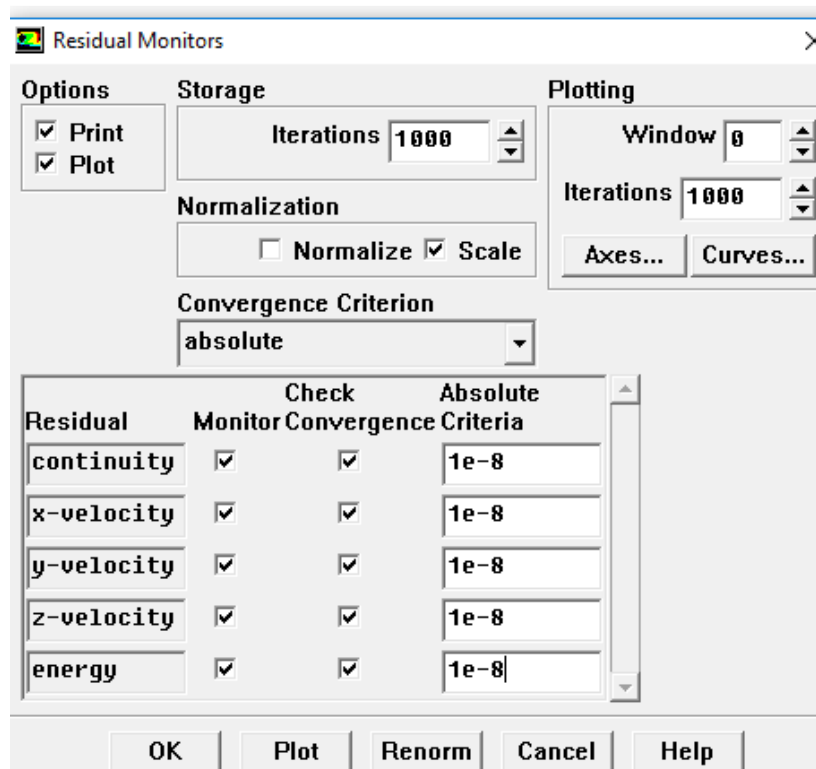 Residual Monitors
Options
Print
Plot
Storage
Iterations 1000
Normalization
Normalize Scale
Convergence Criterion
absolute
Plotting
Window 0
Iterations 1000
Axes... Curves...
Residual Monitor Check Convergence Absolute Criteria
continuity 1e-8
x-velocity 1e-8
y-velocity 1e-8
z-velocity 1e-8
energy 1e-8
OK Plot Renorm Cancel Help